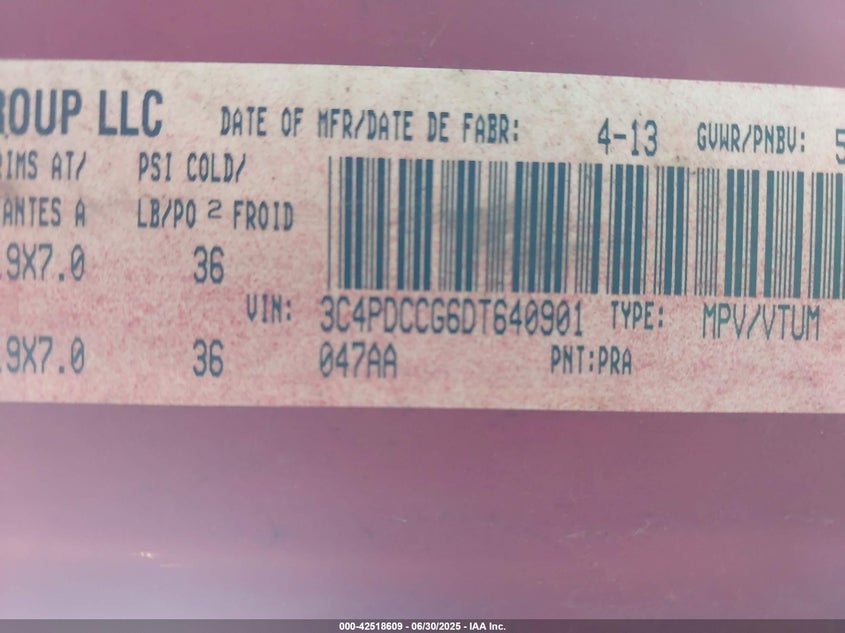 ROUP LLC DATE OF MFR/DATE DE FABR: 4-13 GVWR/PNBV: 5
RIMS AT/ PSI COLD/
ANTES A LB/PO 2 FROID
.9X7.0 36
VIN: 3C4PDCCG6DT640901 TYPE: MPV/VTUM
.9X7.0 36 047AA PNT:PRA
000-42518609 - 06/30/2025 - IAA Inc.